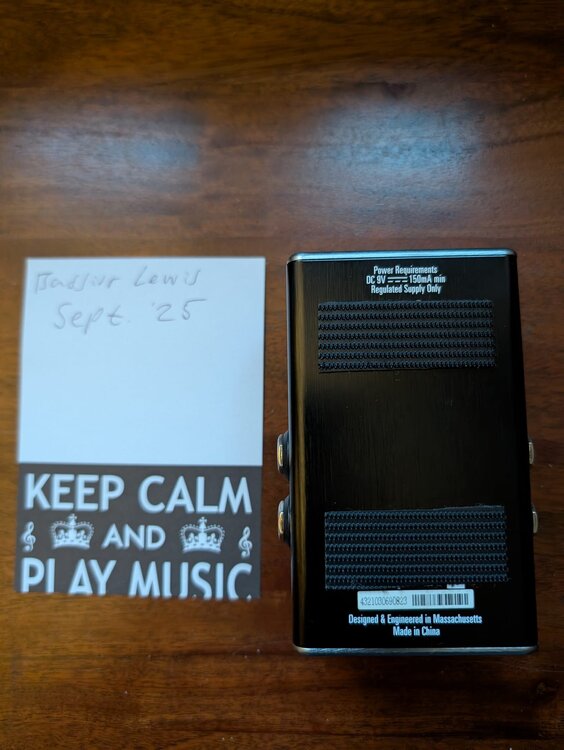 Lewis
Sept. '25
KEEP CALM
AND
PLAY MUSIC
Power Requirements
DC 9V 150mA min
Regulated Supply Only
4321030690823
Designed & Engineered in Massachusetts
Made in China